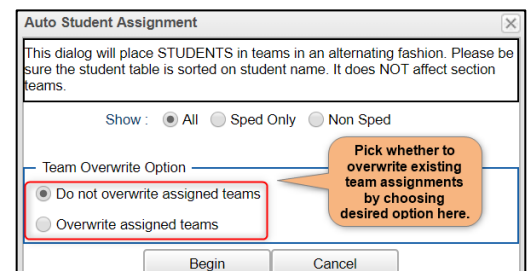 Auto Student Assignment
This dialog will place STUDENTS in teams in an alternating fashion. Please be
sure the student table is sorted on student name. It does NOT affect section
teams.
Show : All Sped Only Non Sped
Team Overwrite Option
Do not overwrite assigned teams
Overwrite assigned teams
Pick whether to
overwrite existing
team assignments
by choosing
desired option here.
Begin Cancel